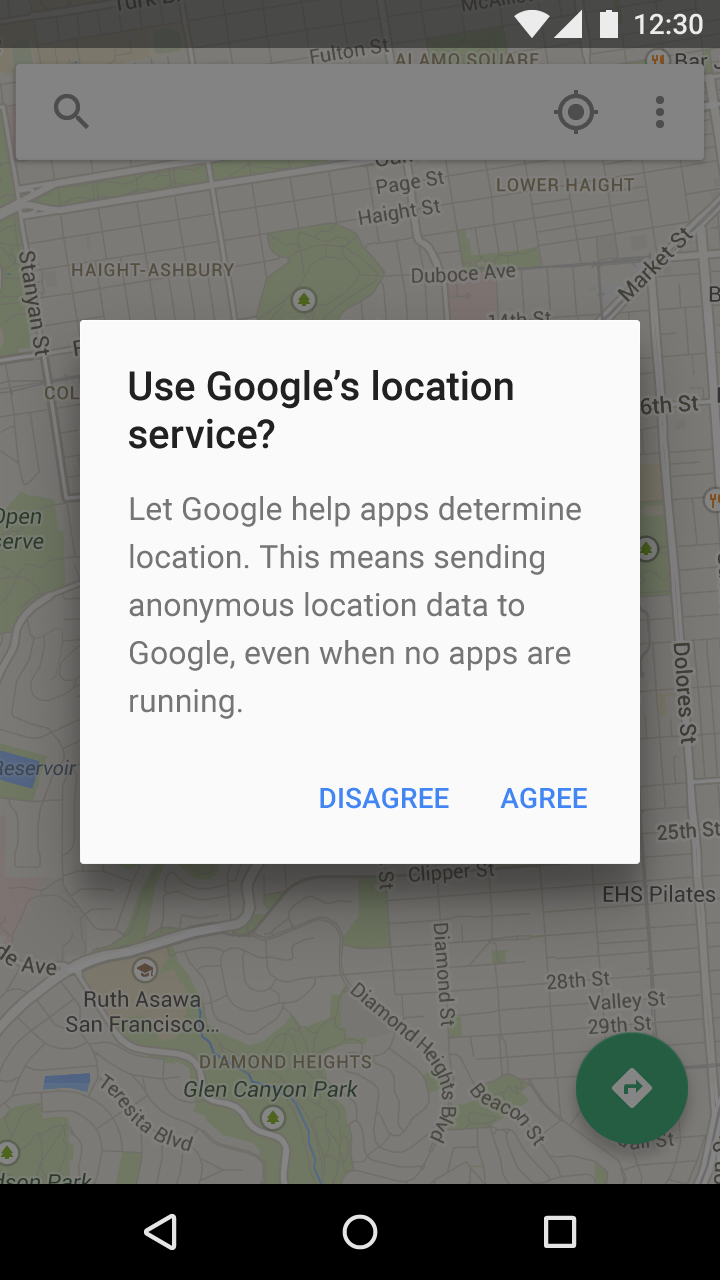 12:30
McAllis
Fulton St
ALAMO SQUARE
Bar
Page St
LOWER HAIGHT
Haight St
Stanyan St
HAIGHT-ASHBURY
Duboce Ave
Market St
14th St
Use Google’s location
service?
6th St
Let Google help apps determine
location. This means sending
anonymous location data to
Google, even when no apps are
running.
Open
erve
Dolores St
Reservoir
DISAGREE AGREE
25th St
St
Clipper St
EHS Pilates
de Ave
Diamond St
28th St
Ruth Asawa
San Francisco...
Valley St
29th St
Diamond Heights Blvd
DIAMOND HEIGHTS
Glen Canyon Park
Teresita Blvd
Beacon St
dson Park